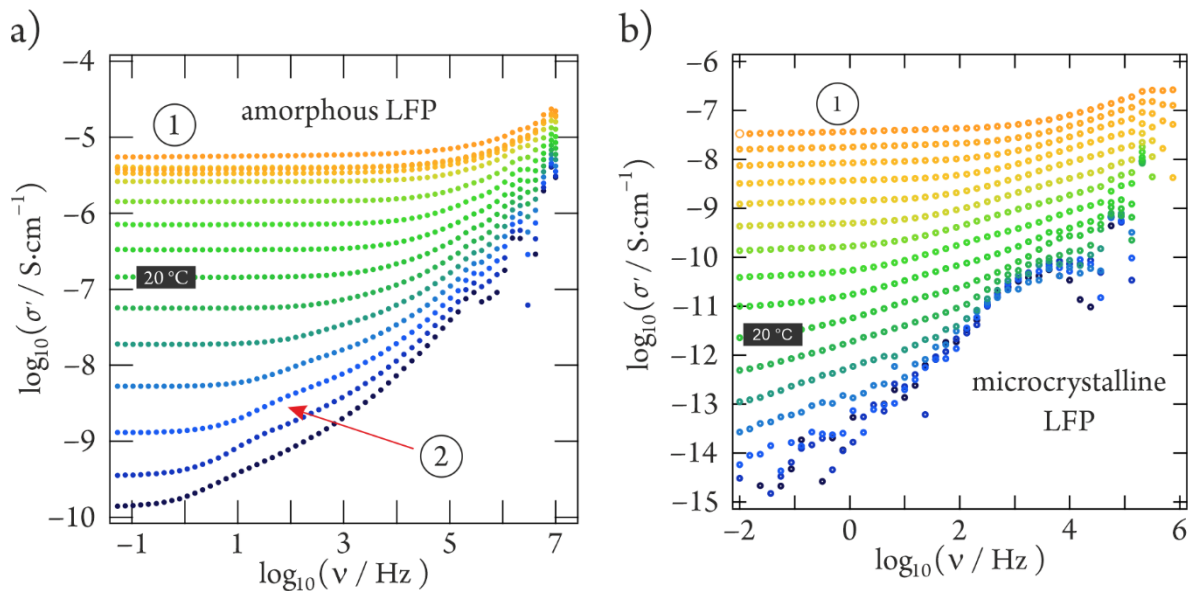 a)
amorphous LFP
1
2
20 °C
−4
−5
−6
−7
−8
−9
−10
log₁₀(σ′ / S·cm⁻¹)
−1 1 3 5 7
log₁₀(ν / Hz)
b)
1
20 °C
microcrystalline
LFP
−6
−7
−8
−9
−10
−11
−12
−13
−14
−15
log₁₀(σ′ / S·cm⁻¹)
−2 0 2 4 6
log₁₀(ν / Hz)